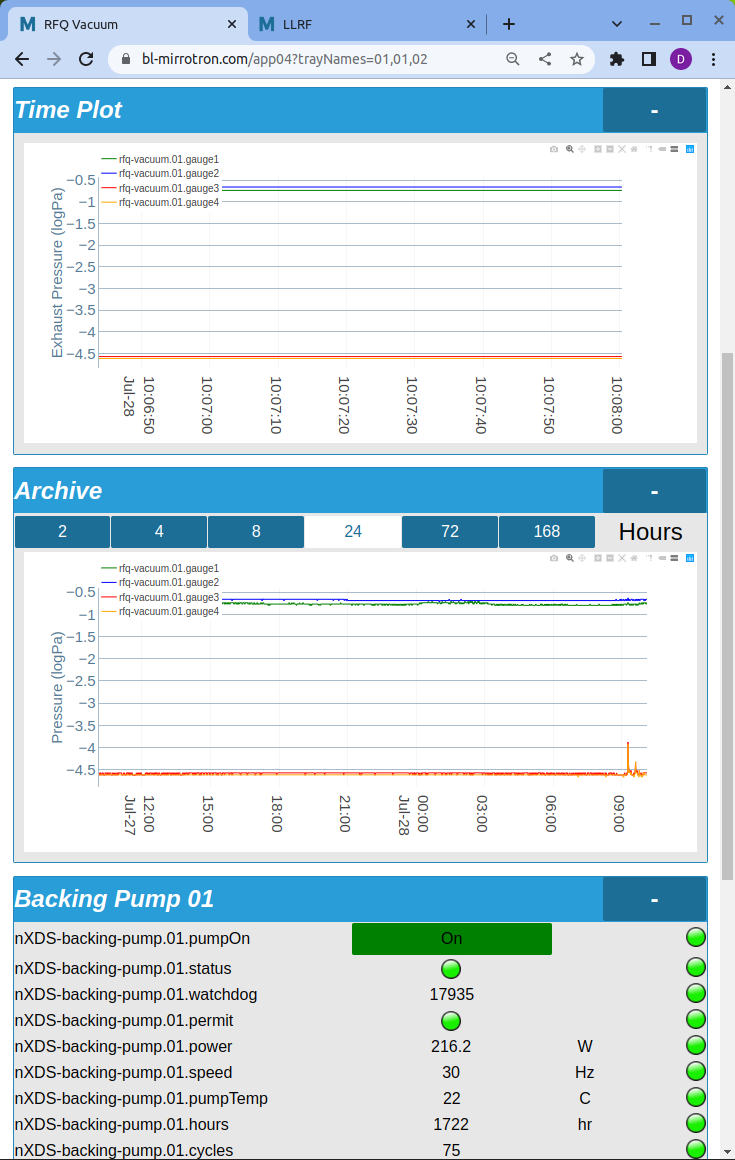 RFQ Vacuum
LLRF
bl-mirrotron.com/app04?trayNames=01,01,02
D
Time Plot
-
rfq-vacuum.01.gauge1
rfq-vacuum.01.gauge2
rfq-vacuum.01.gauge3
rfq-vacuum.01.gauge4
Exhaust Pressure (logPa)
−0.5
−1
−1.5
−2
−2.5
−3
−3.5
−4
−4.5
10:06:50
Jul-28
10:07:00
10:07:10
10:07:20
10:07:30
10:07:40
10:07:50
10:08:00
Archive
-
2 4 8 24 72 168 Hours
rfq-vacuum.01.gauge1
rfq-vacuum.01.gauge2
rfq-vacuum.01.gauge3
rfq-vacuum.01.gauge4
Pressure (logPa)
−0.5
−1
−1.5
−2
−2.5
−3
−3.5
−4
−4.5
12:00
Jul-27
15:00
18:00
21:00
00:00
Jul-28
03:00
06:00
09:00
Backing Pump 01
-
nXDS-backing-pump.01.pumpOn On
nXDS-backing-pump.01.status
nXDS-backing-pump.01.watchdog 17935
nXDS-backing-pump.01.permit
nXDS-backing-pump.01.power 216.2 W
nXDS-backing-pump.01.speed 30 Hz
nXDS-backing-pump.01.pumpTemp 22 C
nXDS-backing-pump.01.hours 1722 hr
nXDS-backing-pump.01.cycles 75